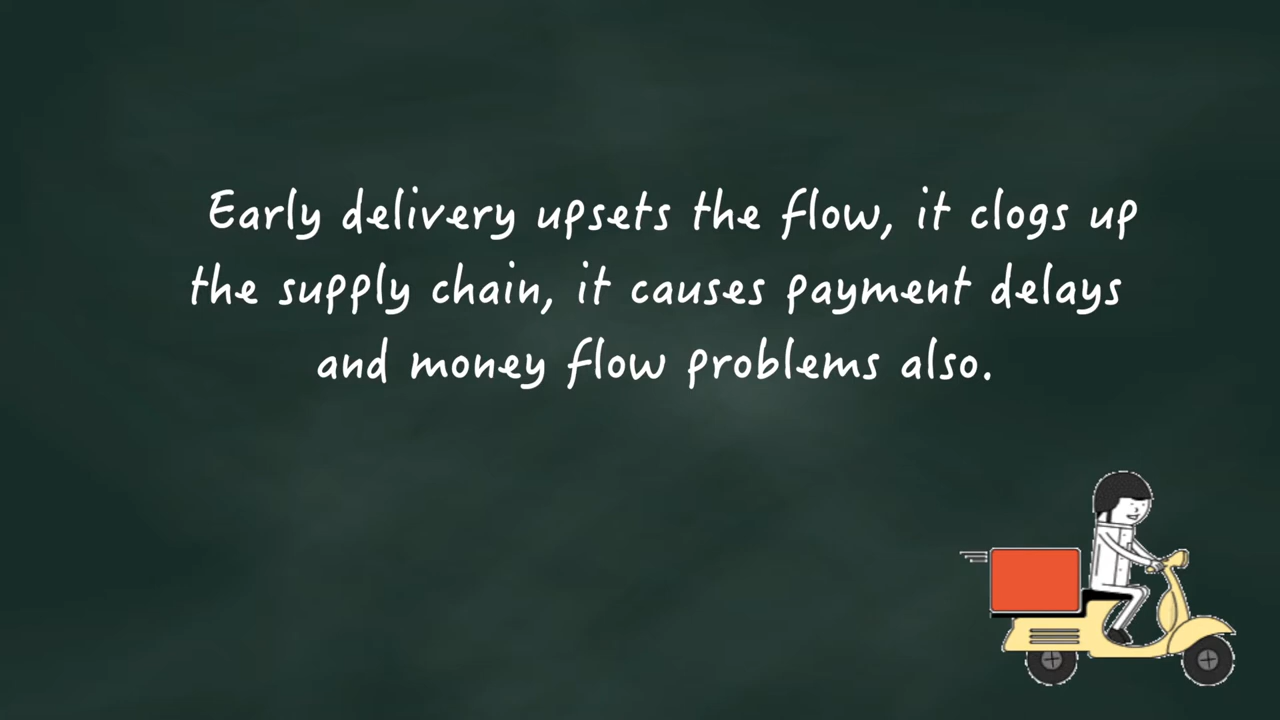 Early delivery upsets the flow, it clogs up
the supply chain, it causes payment delays
and money flow problems also.